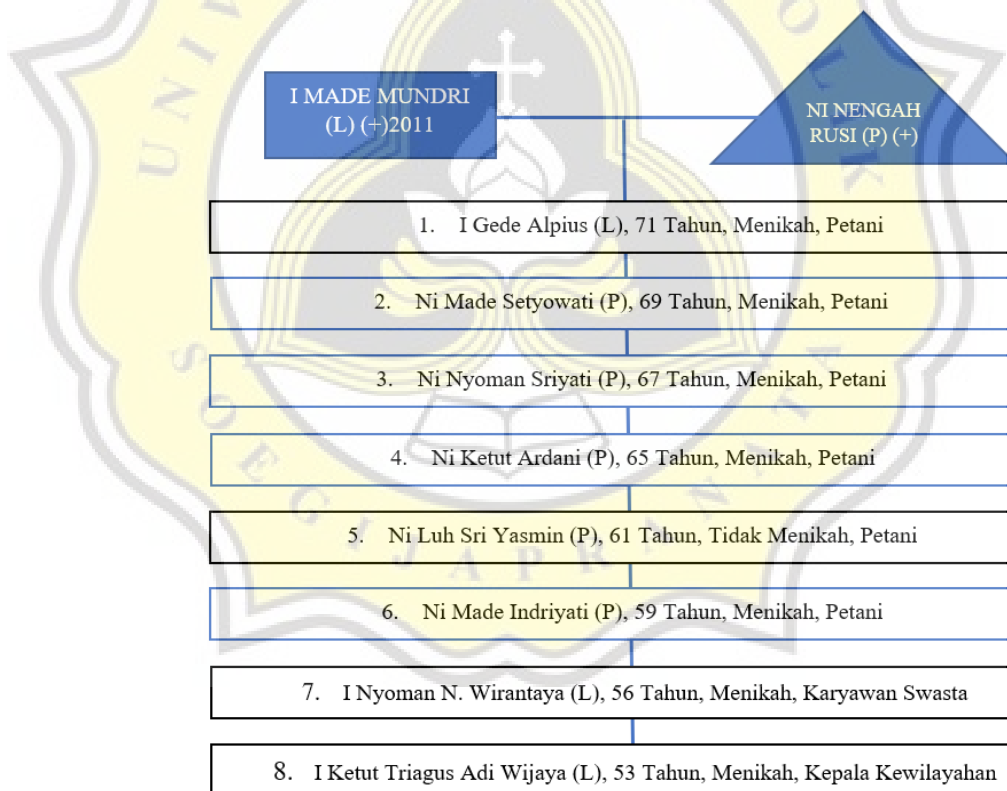 I MADE MUNDRI
(L) (+)2011
NI NENGAH
RUSI (P) (+)
1. I Gede Alpius (L), 71 Tahun, Menikah, Petani
2. Ni Made Setyowati (P), 69 Tahun, Menikah, Petani
3. Ni Nyoman Sriyati (P), 67 Tahun, Menikah, Petani
4. Ni Ketut Ardani (P), 65 Tahun, Menikah, Petani
5. Ni Luh Sri Yasmin (P), 61 Tahun, Tidak Menikah, Petani
6. Ni Made Indriyati (P), 59 Tahun, Menikah, Petani
7. I Nyoman N. Wirantaya (L), 56 Tahun, Menikah, Karyawan Swasta
8. I Ketut Triagus Adi Wijaya (L), 53 Tahun, Menikah, Kepala Kewilayahan
SOEGIJAPRANATA